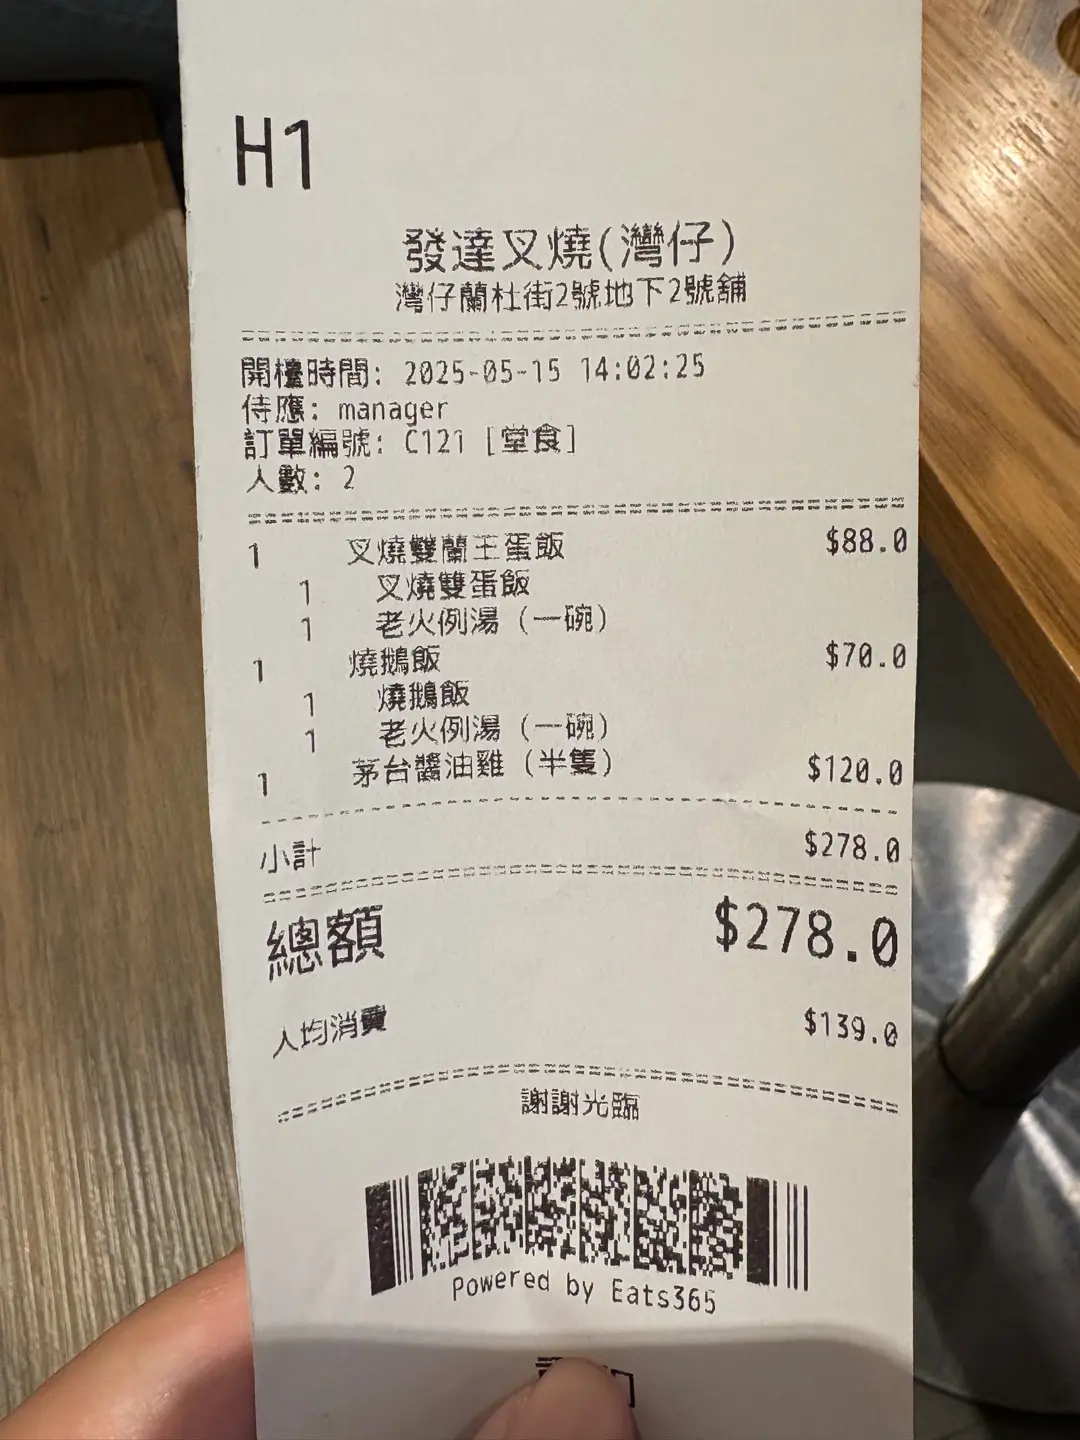 H1
發達叉燒(灣仔)
灣仔蘭杜街2號地下2號舖
開檯時間: 2025-05-15 14:02:25
侍應: manager
訂單編號: C121 [堂食]
人數: 2
1 叉燒雙蘭王蛋飯 $88.0
1 叉燒雙蛋飯
1 老火例湯 (一碗)
1 燒鵝飯 $70.0
1 燒鵝飯
1 老火例湯 (一碗)
1 茅台醬油雞 (半隻) $120.0
小計 $278.0
總額 $278.0
人均消費 $139.0
謝謝光臨
Powered by Eats365